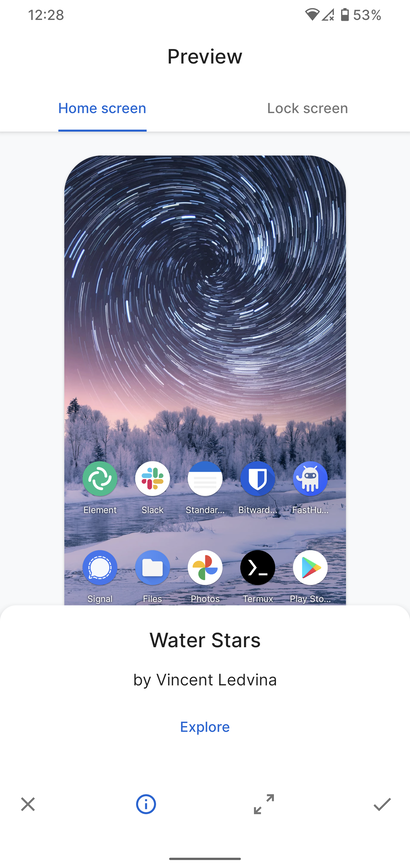 12:28
53%
Preview
Home screen
Lock screen
Element
Slack
Standar...
Bitward...
FastHu...
Signal
Files
Photos
Termux
Play Sto...
Water Stars
by Vincent Ledvina
Explore